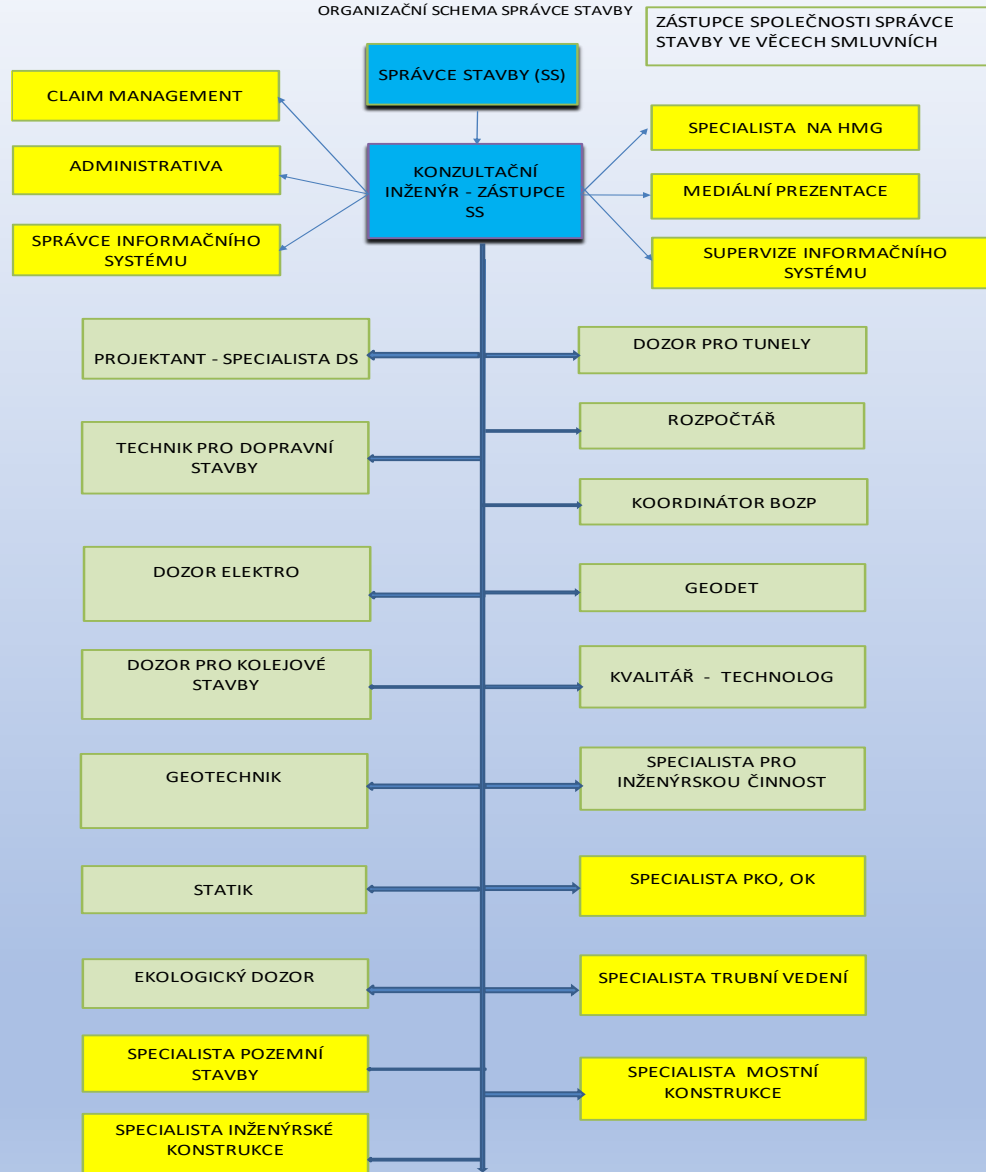 ORGANIZAČNÍ SCHEMA SPRÁVCE STAVBY
ZÁSTUPCE SPOLEČNOSTI SPRÁVCE
STAVBY VE VĚCECH SMLUVNÍCH
SPRÁVCE STAVBY (SS)
CLAIM MANAGEMENT
ADMINISTRATIVA
SPRÁVCE INFORMAČNÍHO
SYSTÉMU
KONZULTAČNÍ
INŽENÝR - ZÁSTUPCE
SS
SPECIALISTA NA HMG
MEDIÁLNÍ PREZENTACE
SUPERVIZE INFORMAČNÍHO
SYSTÉMU
PROJEKTANT - SPECIALISTA DS
DOZOR PRO TUNELY
TECHNIK PRO DOPRAVNÍ
STAVBY
ROZPOČTÁŘ
KOORDINÁTOR BOZP
DOZOR ELEKTRO
GEODET
DOZOR PRO KOLEJOVÉ
STAVBY
KVALITÁŘ - TECHNOLOG
GEOTECHNIK
SPECIALISTA PRO
INŽENÝRSKOU ČINNOST
STATIK
SPECIALISTA PKO, OK
EKOLOGICKÝ DOZOR
SPECIALISTA TRUBNÍ VEDENÍ
SPECIALISTA POZEMNÍ
STAVBY
SPECIALISTA MOSTNÍ
KONSTRUKCE
SPECIALISTA INŽENÝRSKÉ
KONSTRUKCE